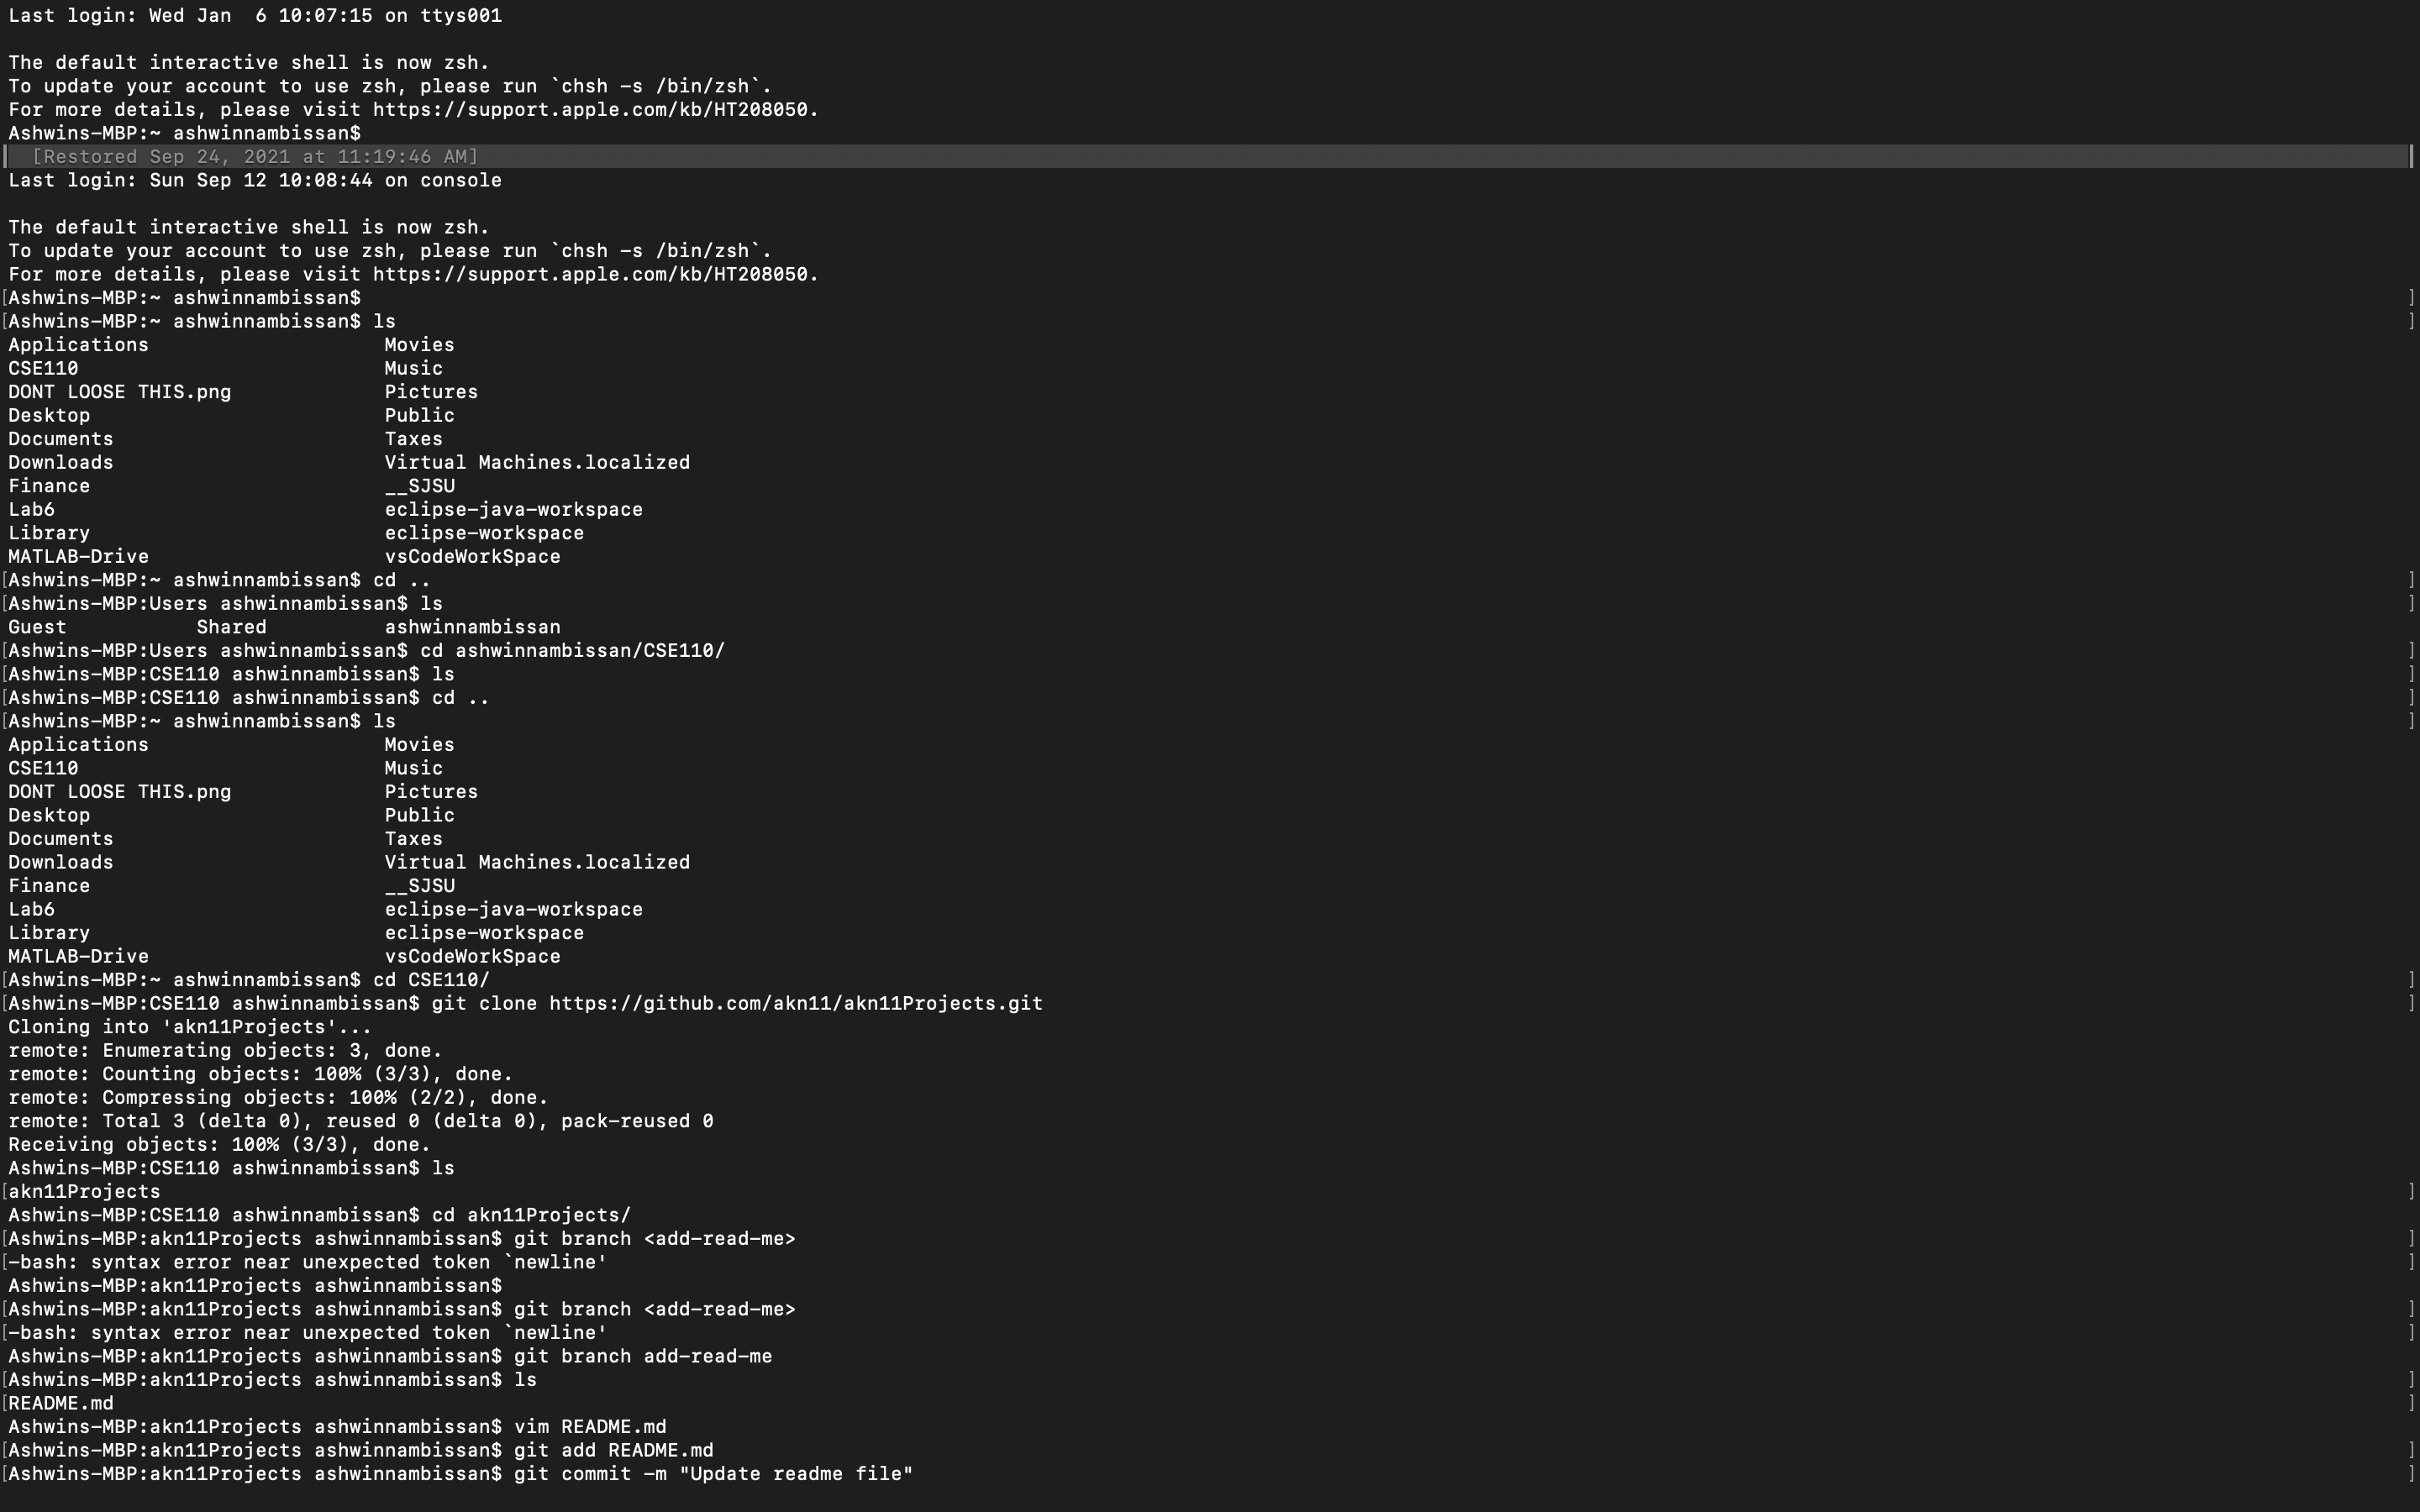 Last login: Wed Jan  6 10:07:15 on ttys001
The default interactive shell is now zsh.
To update your account to use zsh, please run `chsh -s /bin/zsh`.
For more details, please visit https://support.apple.com/kb/HT208050.
Ashwins-MBP:~ ashwinnambissan$
[Restored Sep 24, 2021 at 11:19:46 AM]
Last login: Sun Sep 12 10:08:44 on console
The default interactive shell is now zsh.
To update your account to use zsh, please run `chsh -s /bin/zsh`.
For more details, please visit https://support.apple.com/kb/HT208050.
[Ashwins-MBP:~ ashwinnambissan$ ]
[Ashwins-MBP:~ ashwinnambissan$ ls ]
Applications Movies
CSE110 Music
DONT LOOSE THIS.png Pictures
Desktop Public
Documents Taxes
Downloads Virtual Machines.localized
Finance __SJSU
Lab6 eclipse-java-workspace
Library eclipse-workspace
MATLAB-Drive vsCodeWorkSpace
[Ashwins-MBP:~ ashwinnambissan$ cd .. ]
[Ashwins-MBP:Users ashwinnambissan$ ls ]
Guest Shared ashwinnambissan
[Ashwins-MBP:Users ashwinnambissan$ cd ashwinnambissan/CSE110/ ]
[Ashwins-MBP:CSE110 ashwinnambissan$ ls ]
[Ashwins-MBP:CSE110 ashwinnambissan$ cd .. ]
[Ashwins-MBP:~ ashwinnambissan$ ls ]
Applications Movies
CSE110 Music
DONT LOOSE THIS.png Pictures
Desktop Public
Documents Taxes
Downloads Virtual Machines.localized
Finance __SJSU
Lab6 eclipse-java-workspace
Library eclipse-workspace
MATLAB-Drive vsCodeWorkSpace
[Ashwins-MBP:~ ashwinnambissan$ cd CSE110/ ]
[Ashwins-MBP:CSE110 ashwinnambissan$ git clone https://github.com/akn11/akn11Projects.git ]
Cloning into 'akn11Projects'...
remote: Enumerating objects: 3, done.
remote: Counting objects: 100% (3/3), done.
remote: Compressing objects: 100% (2/2), done.
remote: Total 3 (delta 0), reused 0 (delta 0), pack-reused 0
Receiving objects: 100% (3/3), done.
Ashwins-MBP:CSE110 ashwinnambissan$ ls
[akn11Projects ]
Ashwins-MBP:CSE110 ashwinnambissan$ cd akn11Projects/
[Ashwins-MBP:akn11Projects ashwinnambissan$ git branch <add-read-me> ]
[-bash: syntax error near unexpected token `newline' ]
Ashwins-MBP:akn11Projects ashwinnambissan$
[Ashwins-MBP:akn11Projects ashwinnambissan$ git branch <add-read-me> ]
[-bash: syntax error near unexpected token `newline' ]
Ashwins-MBP:akn11Projects ashwinnambissan$ git branch add-read-me
[Ashwins-MBP:akn11Projects ashwinnambissan$ ls ]
[README.md ]
Ashwins-MBP:akn11Projects ashwinnambissan$ vim README.md
[Ashwins-MBP:akn11Projects ashwinnambissan$ git add README.md ]
[Ashwins-MBP:akn11Projects ashwinnambissan$ git commit -m "Update readme file" ]